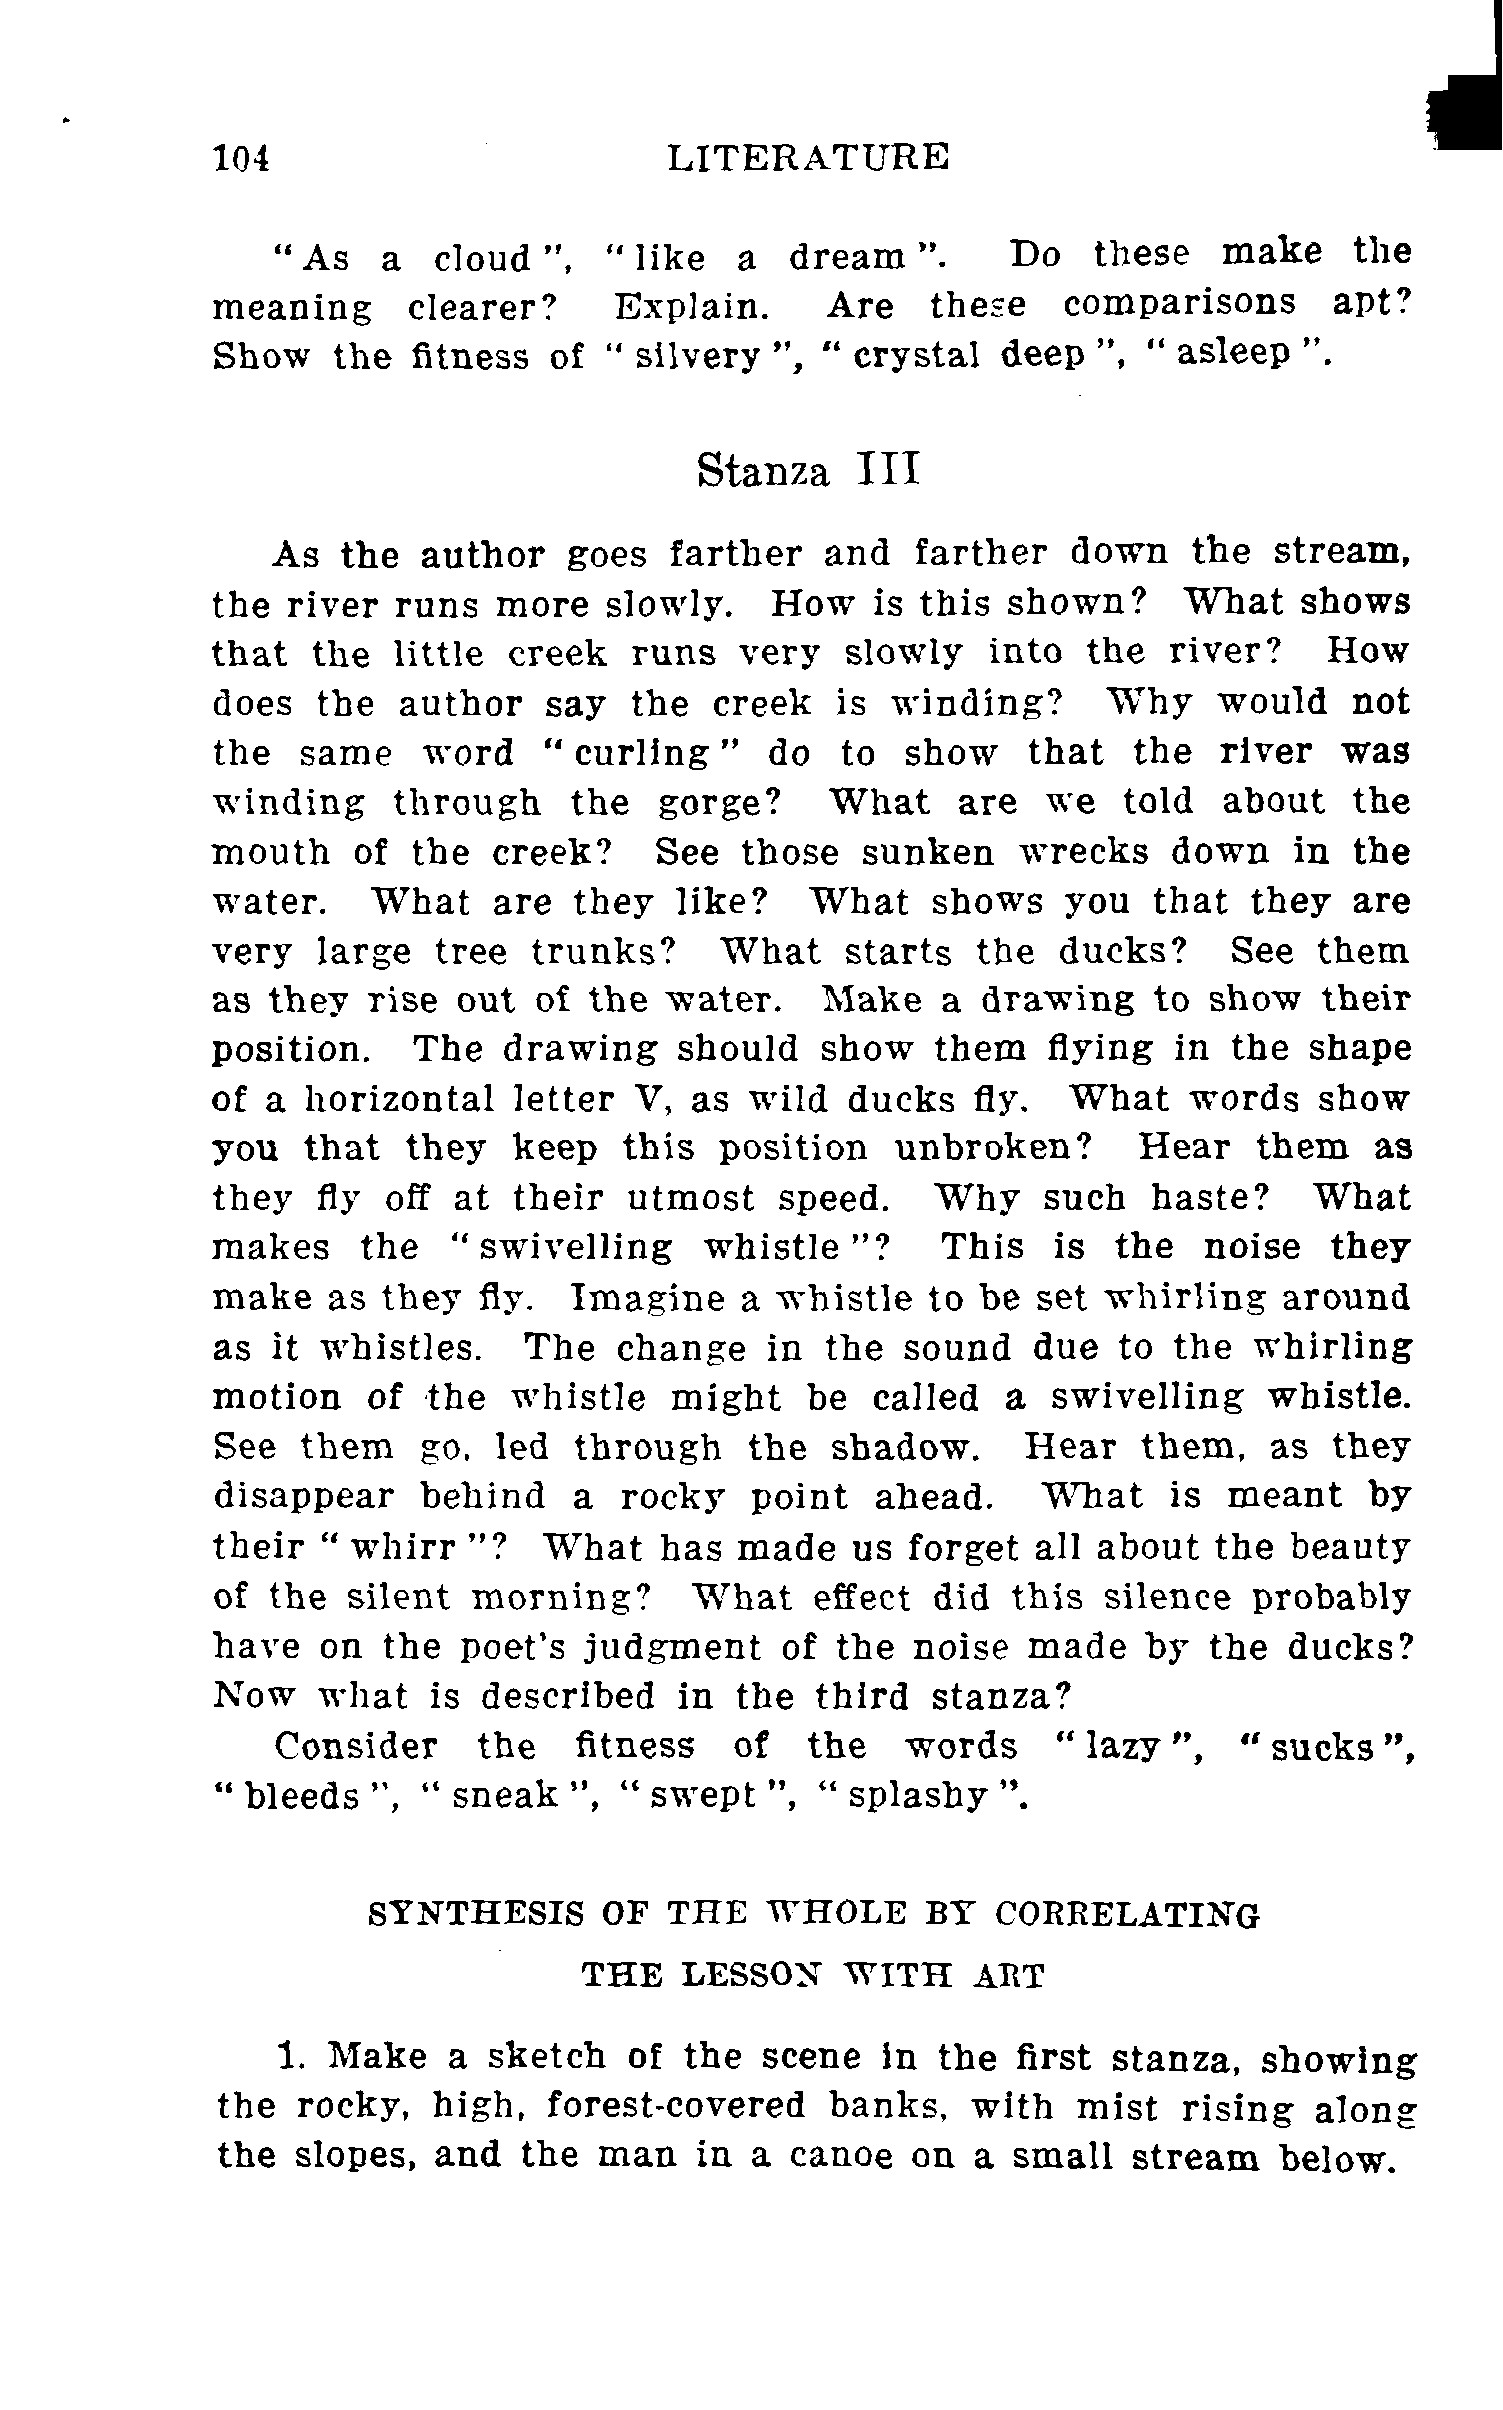 104 LITERATURE
“ As a cloud ”, “ like a dream ”. Do these make the
meaning clearer? Explain. Are these comparisons apt?
Show the fitness of “ silvery ”, “ crystal deep ”, “ asleep ”.
Stanza III
As the author goes farther and farther down the stream,
the river runs more slowly. How is this shown? What shows
that the little creek runs very slowly into the river? How
does the author say the creek is winding? Why would not
the same word “ curling ” do to show that the river was
winding through the gorge? What are we told about the
mouth of the creek? See those sunken wrecks down in the
water. What are they like? What shows you that they are
very large tree trunks? What starts the ducks? See them
as they rise out of the water. Make a drawing to show their
position. The drawing should show them flying in the shape
of a horizontal letter V, as wild ducks fly. What words show
you that they keep this position unbroken? Hear them as
they fly off at their utmost speed. Why such haste? What
makes the “ swivelling whistle ”? This is the noise they
make as they fly. Imagine a whistle to be set whirling around
as it whistles. The change in the sound due to the whirling
motion of the whistle might be called a swivelling whistle.
See them go, led through the shadow. Hear them, as they
disappear behind a rocky point ahead. What is meant by
their “ whirr ”? What has made us forget all about the beauty
of the silent morning? What effect did this silence probably
have on the poet's judgment of the noise made by the ducks?
Now what is described in the third stanza?
Consider the fitness of the words “ lazy ”, “ sucks ”,
“ bleeds ”, “ sneak ”, “ swept ”, “ splashy ”.
SYNTHESIS OF THE WHOLE BY CORRELATING
THE LESSON WITH ART
1. Make a sketch of the scene in the first stanza, showing
the rocky, high, forest-covered banks, with mist rising along
the slopes, and the man in a canoe on a small stream below.